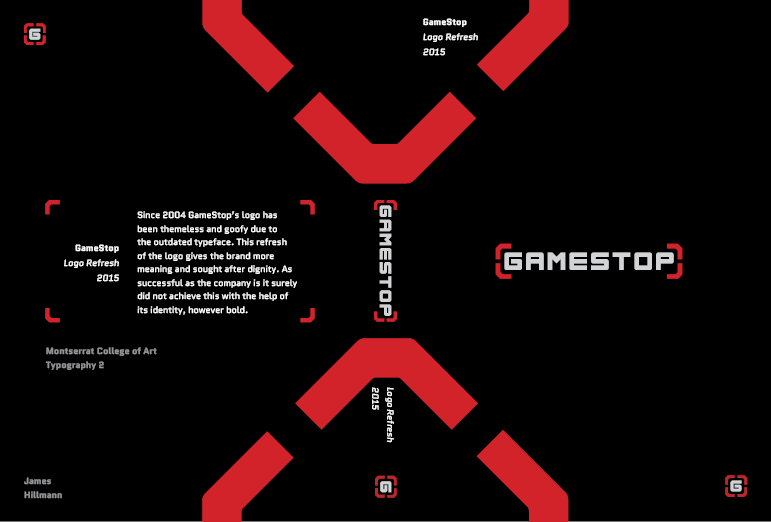 G
GameStop
Logo Refresh
2015
Since 2004 GameStop's logo has
been themeless and goofy due to
the outdated typeface. This refresh
of the logo gives the brand more
meaning and sought after dignity. As
successful as the company is it surely
did not achieve this with the help of
its identity, however bold.
GameStop
Logo Refresh
2015
Montserrat College of Art
Typography 2
James
Hillmann
GAMESTOP
Logo Refresh
2015
G
GAMESTOP
G